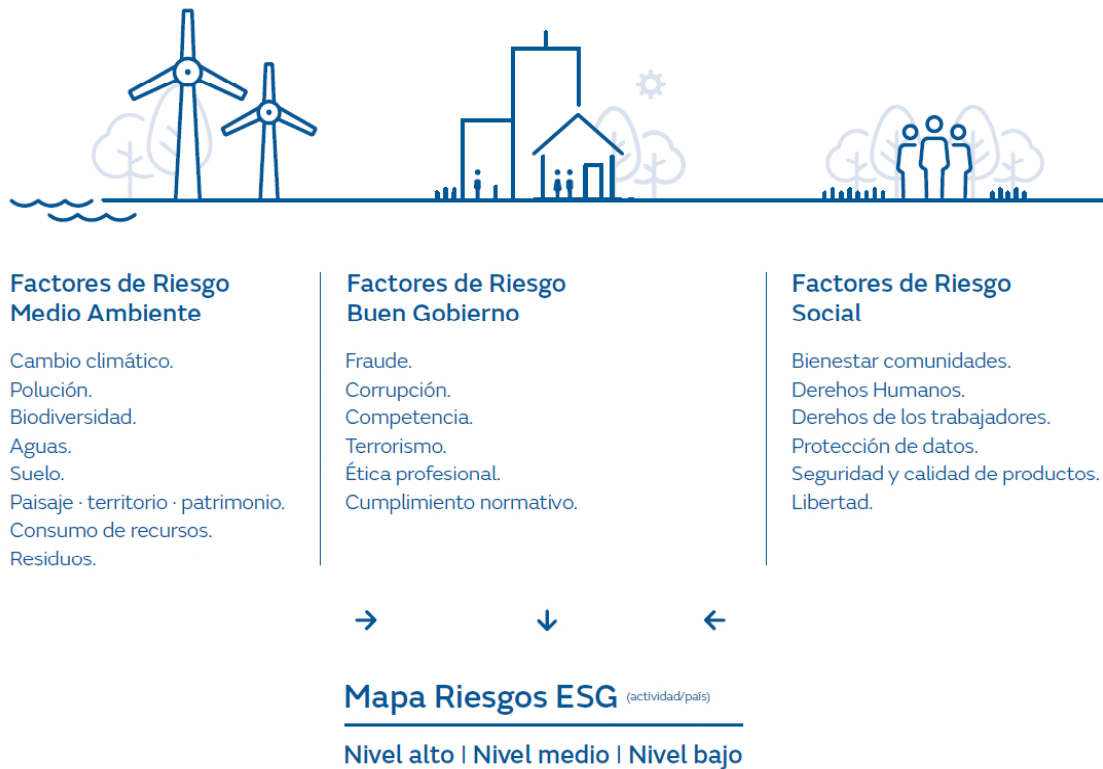 Factores de Riesgo
Medio Ambiente
Cambio climático.
Polución.
Biodiversidad.
Aguas.
Suelo.
Paisaje · territorio · patrimonio.
Consumo de recursos.
Residuos.
Factores de Riesgo
Buen Gobierno
Fraude.
Corrupción.
Competencia.
Terrorismo.
Ética profesional.
Cumplimiento normativo.
Factores de Riesgo
Social
Bienestar comunidades.
Derehos Humanos.
Derehos de los trabajadores.
Protección de datos.
Seguridad y calidad de productos.
Libertad.
Mapa Riesgos ESG (actividad/país)
Nivel alto | Nivel medio | Nivel bajo